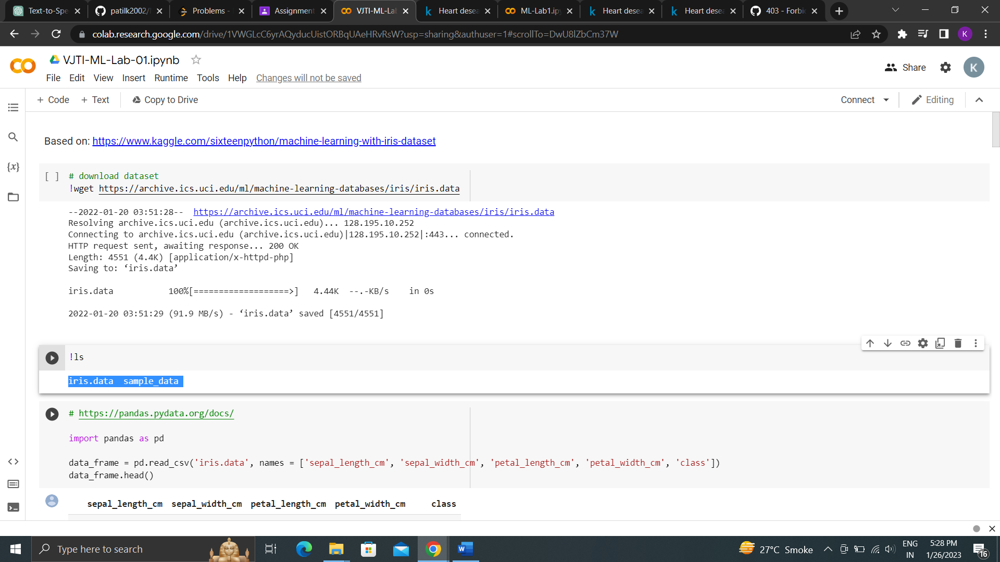 Text-to-Spe
patilk2002/
Problems -
Assignment
VJTI-ML-Lab
Heart desea
ML-Lab1.ipy
Heart desea
Heart desea
403 - Forbid
colab.research.google.com/drive/1VWGLcC6yrAQyducUistORBqUAeHRvRsW?usp=sharing&authuser=1#scrollTo=DwU8lZbCm37W
K
VJTI-ML-Lab-01.ipynb
File Edit View Insert Runtime Tools Help Changes will not be saved
Share
K
+ Code + Text Copy to Drive
Connect
Editing
Based on: https://www.kaggle.com/sixteenpython/machine-learning-with-iris-dataset
{x}
[ ] # download dataset
!wget https://archive.ics.uci.edu/ml/machine-learning-databases/iris/iris.data
--2022-01-20 03:51:28-- https://archive.ics.uci.edu/ml/machine-learning-databases/iris/iris.data
Resolving archive.ics.uci.edu (archive.ics.uci.edu)... 128.195.10.252
Connecting to archive.ics.uci.edu (archive.ics.uci.edu)|128.195.10.252|:443... connected.
HTTP request sent, awaiting response... 200 OK
Length: 4551 (4.4K) [application/x-httpd-php]
Saving to: ‘iris.data’
iris.data 100%[===================>] 4.44K --.-KB/s in 0s
2022-01-20 03:51:29 (91.9 MB/s) - ‘iris.data’ saved [4551/4551]
!ls
iris.data sample_data
# https://pandas.pydata.org/docs/
import pandas as pd
data_frame = pd.read_csv('iris.data', names = ['sepal_length_cm', 'sepal_width_cm', 'petal_length_cm', 'petal_width_cm', 'class'])
data_frame.head()
sepal_length_cm sepal_width_cm petal_length_cm petal_width_cm class
Type here to search
27°C Smoke
ENG
IN
5:28 PM
1/26/2023
16